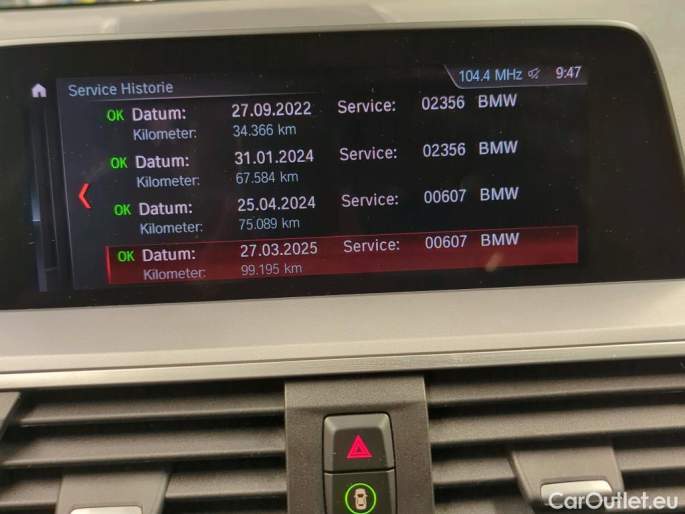 104.4 MHz 9:47
Service Historie
OK Datum: 27.09.2022 Service: 02356 BMW
Kilometer: 34.366 km
OK Datum: 31.01.2024 Service: 02356 BMW
Kilometer: 67.584 km
OK Datum: 25.04.2024 Service: 00607 BMW
Kilometer: 75.089 km
OK Datum: 27.03.2025 Service: 00607 BMW
Kilometer: 99.195 km
CarOutlet.eu